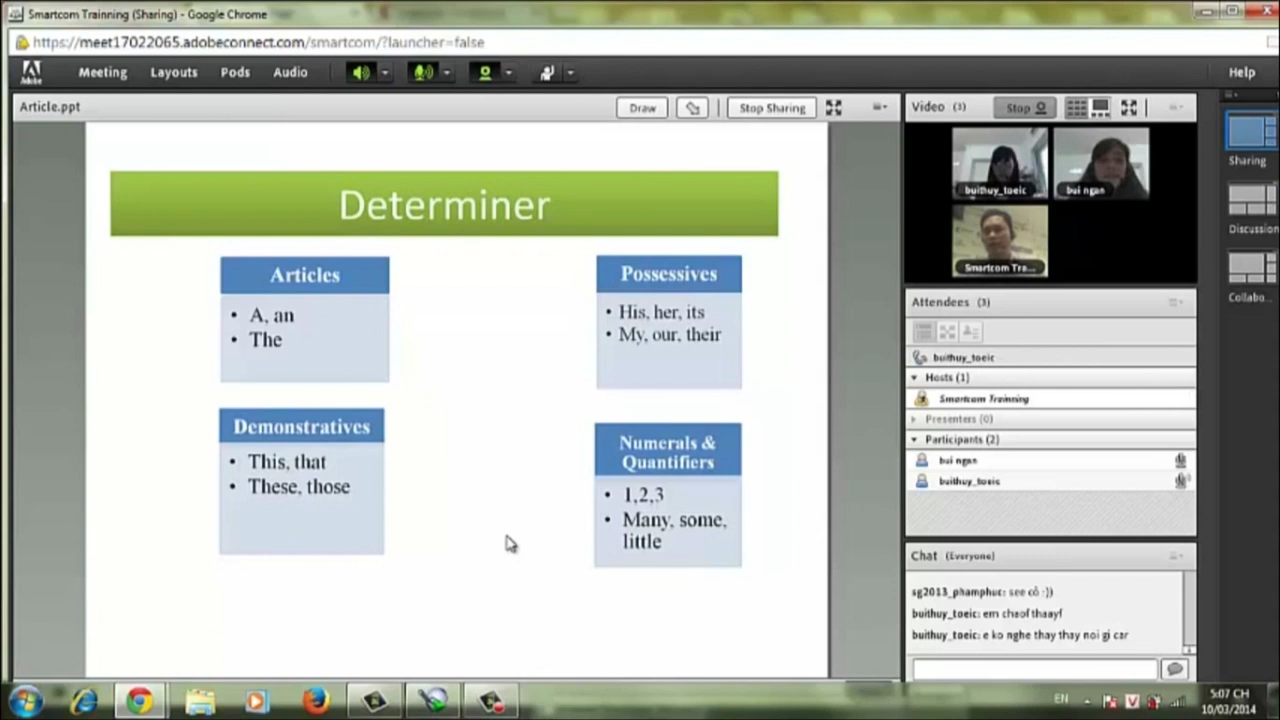 Smartcom Trainning (Sharing) - Google Chrome
https://meet17022065.adobeconnect.com/smartcom/?launcher=false
Adobe
Meeting Layouts Pods Audio Help
Article.ppt
Draw
Stop Sharing
Determiner
Articles
• A, an
• The
Possessives
• His, her, its
• My, our, their
Demonstratives
• This, that
• These, those
Numerals &
Quantifiers
• 1,2,3
• Many, some,
little
Video (3)
Stop
buithuy_toeic
bui ngan
Smartcom Tra...
Attendees (3)
buithuy_toeic
Hosts (1)
Smartcom Trainning
Presenters (0)
Participants (2)
bui ngan
buithuy_toeic
Chat (Everyone)
sg2013_phamphuc: see cô :))
buithuy_toeic: em chaof thaayf
buithuy_toeic: e ko nghe thay thay noi gi car
Sharing
Discussion
Collabo...
EN
5:07 CH
10/03/2014